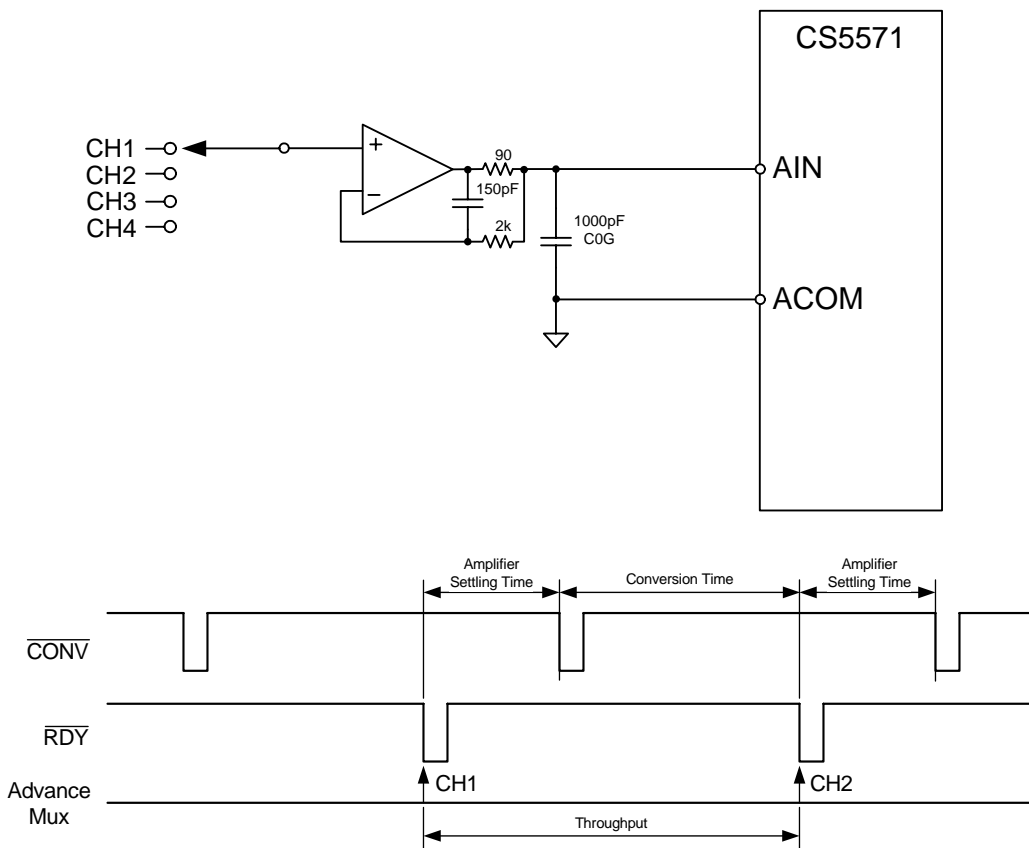 CS5571
CH1
CH2
CH3
CH4
+
−
90
150pF
2k
1000pF
C0G
AIN
ACOM
Amplifier
Settling Time
Conversion Time
Amplifier
Settling Time
CONV
RDY
CH1
CH2
Advance
Mux
Throughput